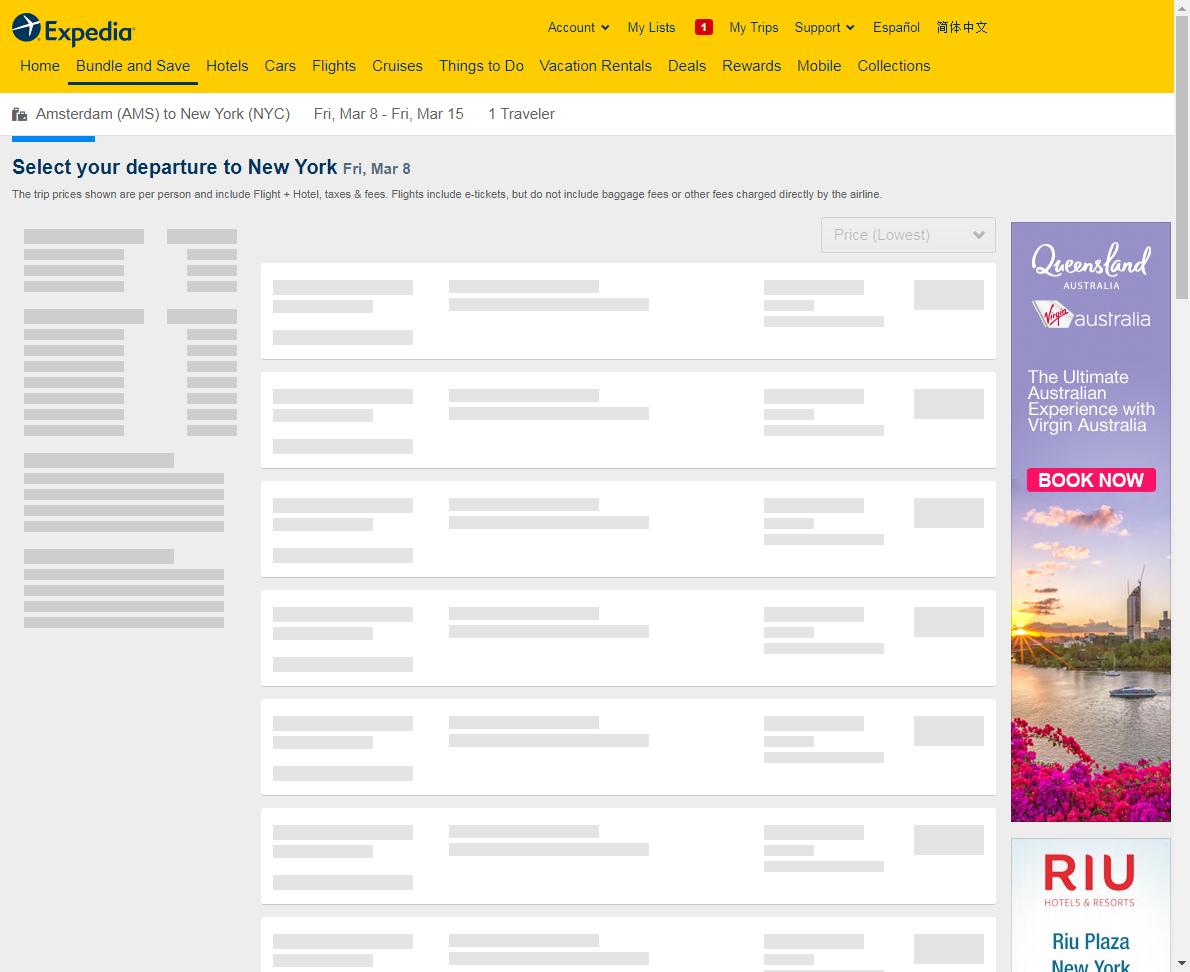 Expedia
Account
My Lists
1
My Trips
Support
Español
简体中文
Home
Bundle and Save
Hotels
Cars
Flights
Cruises
Things to Do
Vacation Rentals
Deals
Rewards
Mobile
Collections
Amsterdam (AMS) to New York (NYC)
Fri, Mar 8 - Fri, Mar 15
1 Traveler
Select your departure to New York Fri, Mar 8
The trip prices shown are per person and include Flight + Hotel, taxes & fees. Flights include e-tickets, but do not include baggage fees or other fees charged directly by the airline.
Price (Lowest)
Queensland
AUSTRALIA
Virgin australia
The Ultimate
Australian
Experience with
Virgin Australia
BOOK NOW
RIU
HOTELS & RESORTS
Riu Plaza
New York